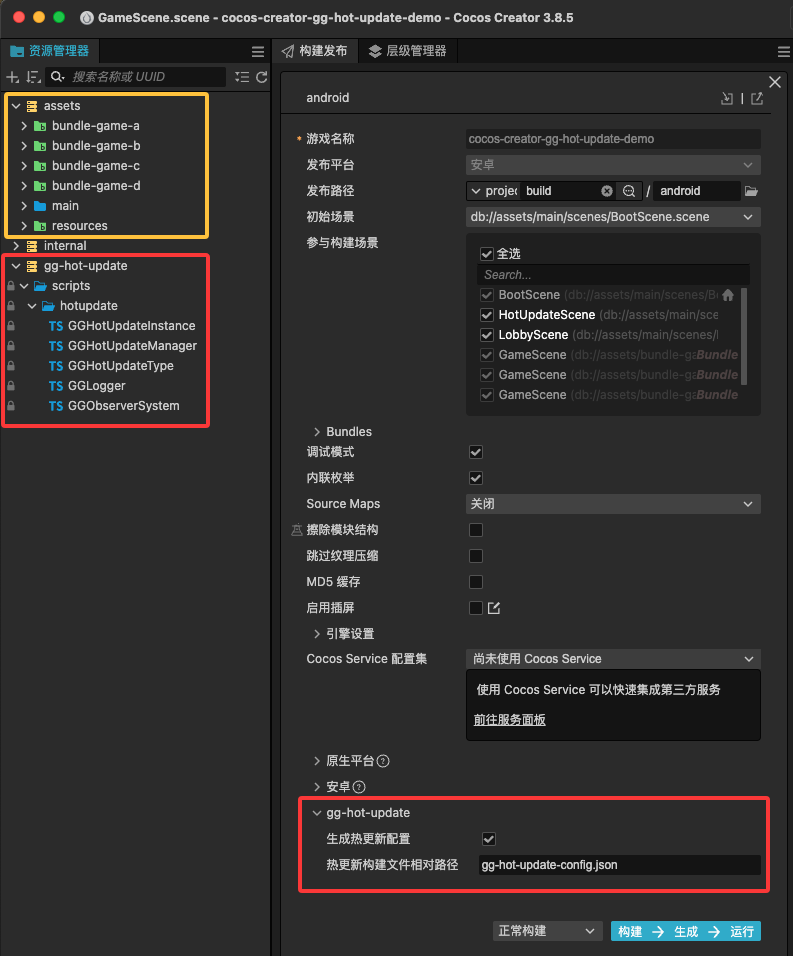 GameScene.scene - cocos-creator-gg-hot-update-demo - Cocos Creator 3.8.5
资源管理器
搜索名称或 UUID
assets
bundle-game-a
bundle-game-b
bundle-game-c
bundle-game-d
main
resources
internal
gg-hot-update
scripts
hotupdate
TS GGHotUpdateInstance
TS GGHotUpdateManager
TS GGHotUpdateType
TS GGLogger
TS GGObserverSystem
构建发布 层级管理器
android
* 游戏名称 cocos-creator-gg-hot-update-demo
发布平台 安卓
发布路径 projec build / android
初始场景 db://assets/main/scenes/BootScene.scene
参与构建场景
全选
Search...
BootScene (db://assets/main/scenes/B
HotUpdateScene (db://assets/main/sce
LobbyScene (db://assets/main/scenes/
GameScene (db://assets/bundle-ga Bundle
GameScene (db://assets/bundle-ga Bundle
GameScene (db://assets/bundle-ga Bundle
Bundles
调试模式
内联枚举
Source Maps 关闭
擦除模块结构
跳过纹理压缩
MD5 缓存
启用插屏
引擎设置
Cocos Service 配置集 尚未使用 Cocos Service
使用 Cocos Service 可以快速集成第三方服务
前往服务面板
原生平台 ?
安卓 ?
gg-hot-update
生成热更新配置
热更新构建文件相对路径 gg-hot-update-config.json
正常构建 构建 → 生成 → 运行